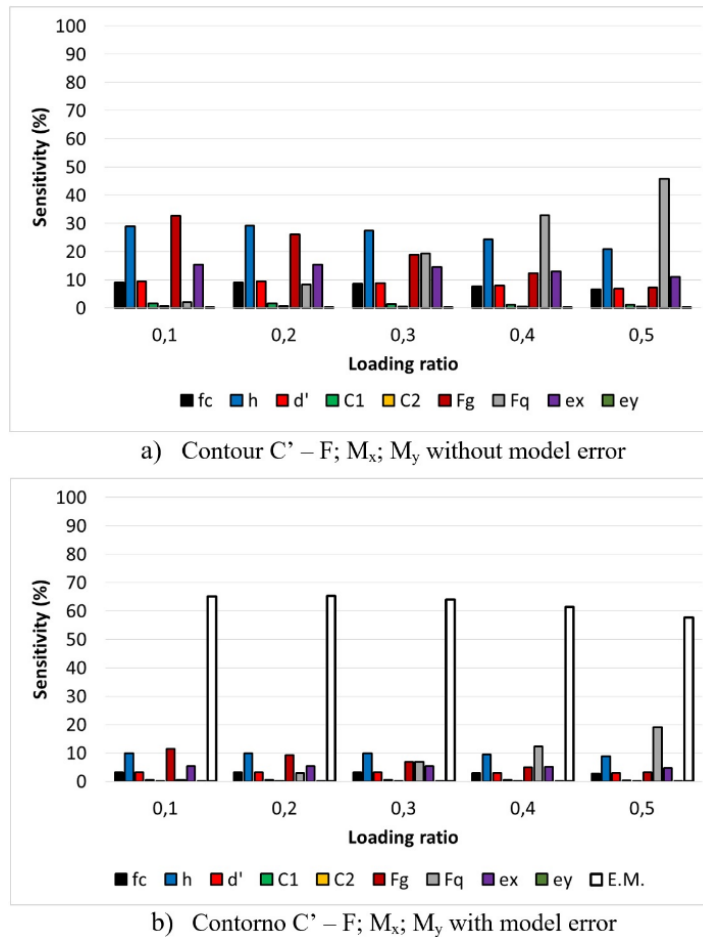 100
90
80
70
60
50
40
30
20
10
0
Sensitivity (%)
0,1 0,2 0,3 0,4 0,5
Loading ratio
fc h d' C1 C2 Fg Fq ex ey
a) Contour C’ – F; Mx; My without model error
100
90
80
70
60
50
40
30
20
10
0
Sensitivity (%)
0,1 0,2 0,3 0,4 0,5
Loading ratio
fc h d' C1 C2 Fg Fq ex ey E.M.
b) Contorno C’ – F; Mx; My with model error